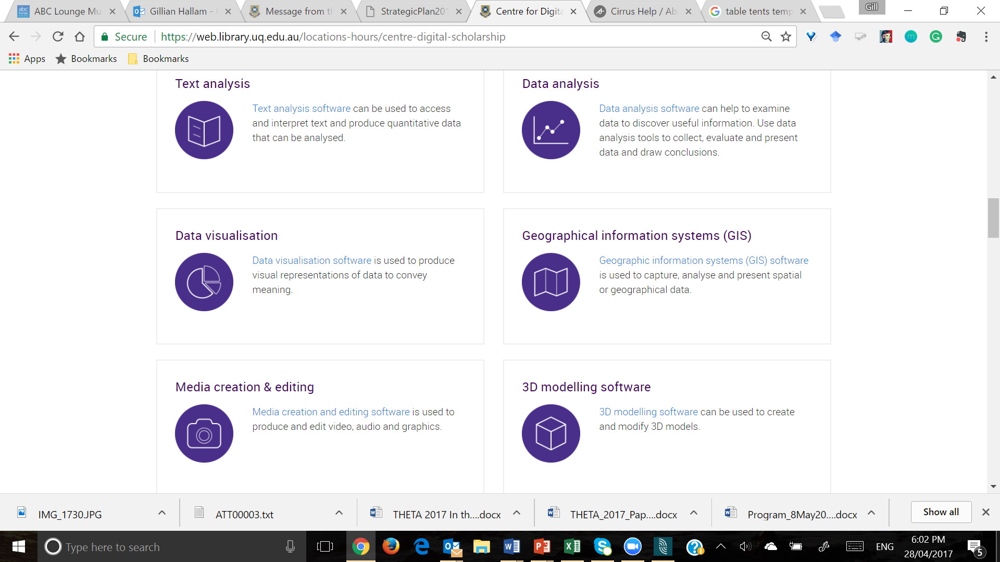 ABC Lounge Mu
Gillian Hallam -
Message from th
StrategicPlan201
Centre for Digita
Cirrus Help / Ab
table tents temp
Gill
Secure
https://web.library.uq.edu.au/locations-hours/centre-digital-scholarship
Apps
Bookmarks
Bookmarks
Text analysis
Text analysis software can be used to access
and interpret text and produce quantitative data
that can be analysed.
Data analysis
Data analysis software can help to examine
data to discover useful information. Use data
analysis tools to collect, evaluate and present
data and draw conclusions.
Data visualisation
Data visualisation software is used to produce
visual representations of data to convey
meaning.
Geographical information systems (GIS)
Geographic information systems (GIS) software
is used to capture, analyse and present spatial
or geographical data.
Media creation & editing
Media creation and editing software is used to
produce and edit video, audio and graphics.
3D modelling software
3D modelling software can be used to create
and modify 3D models.
IMG_1730.JPG
ATT00003.txt
THETA 2017 In th....docx
THETA_2017_Pap....docx
Program_8May20....docx
Show all
Type here to search
ENG
6:02 PM
28/04/2017
5